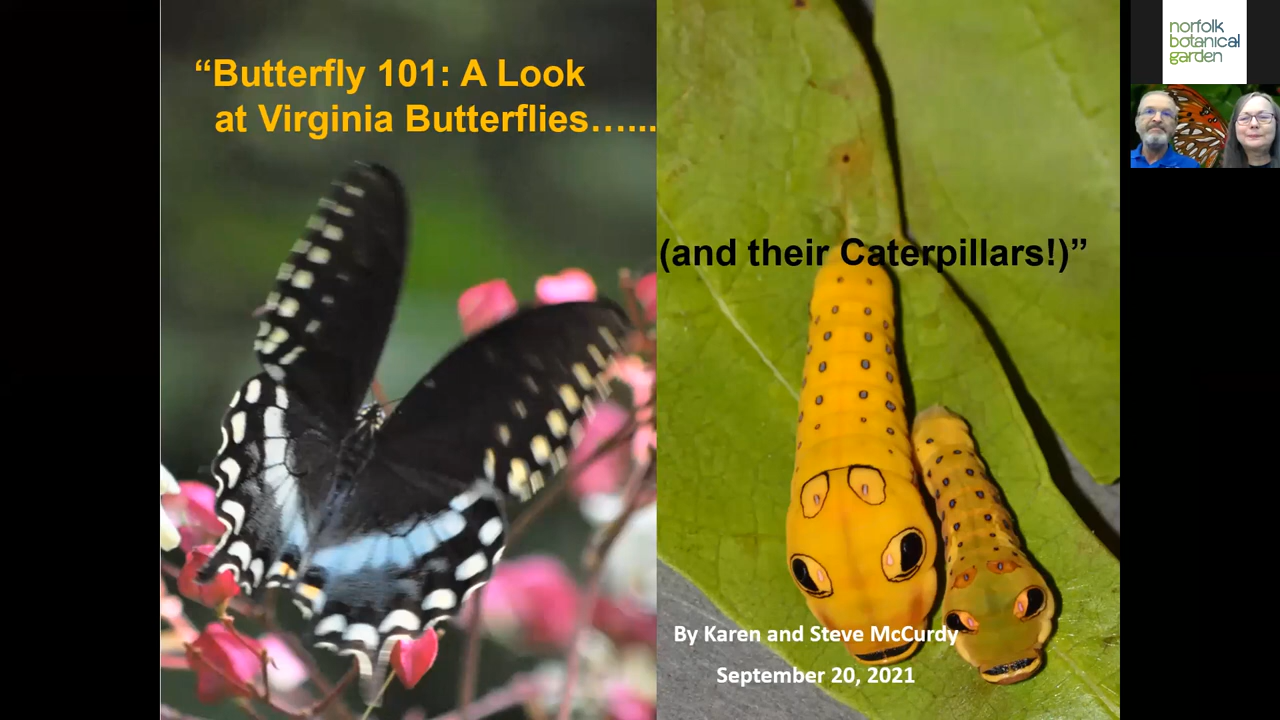 “Butterfly 101: A Look
at Virginia Butterflies…...
(and their Caterpillars!)”
By Karen and Steve McCurdy
September 20, 2021
norfolk
botanical
garden